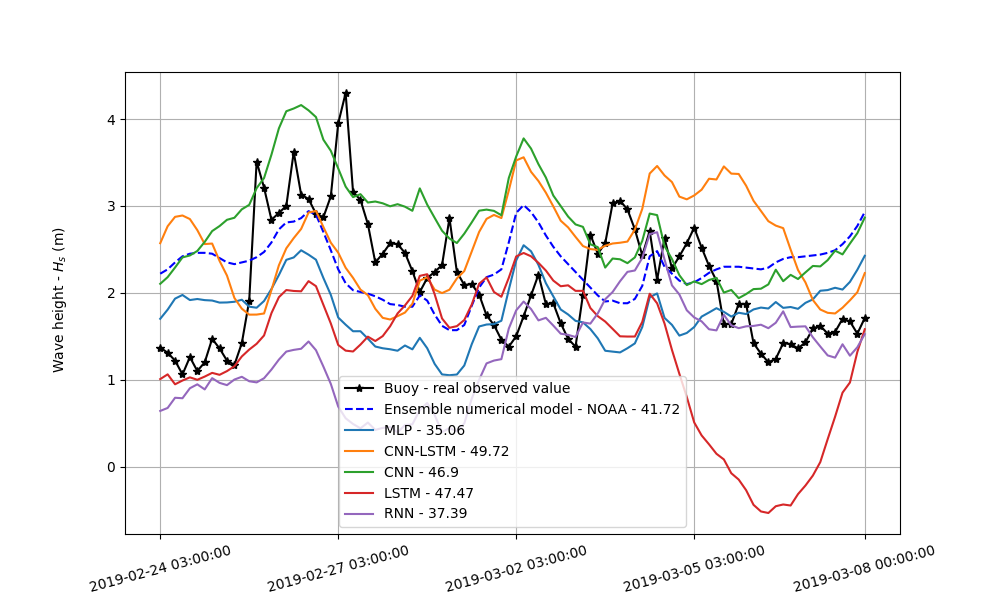 4
3
2
1
0
Wave height - Hs (m)
Buoy - real observed value
Ensemble numerical model - NOAA - 41.72
MLP - 35.06
CNN-LSTM - 49.72
CNN - 46.9
LSTM - 47.47
RNN - 37.39
2019-02-24 03:00:00
2019-02-27 03:00:00
2019-03-02 03:00:00
2019-03-05 03:00:00
2019-03-08 00:00:00